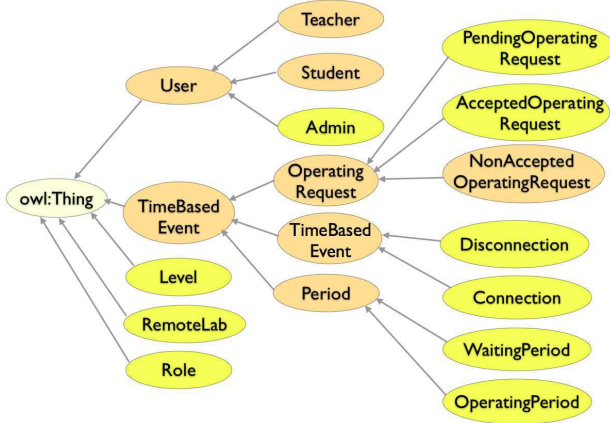 Teacher
User
Student
Admin
PendingOperating
Request
AcceptedOperating
Request
NonAccepted
OperatingRequest
Operating
Request
owl:Thing
TimeBased
Event
TimeBased
Event
Disconnection
Connection
Level
Period
RemoteLab
WaitingPeriod
Role
OperatingPeriod